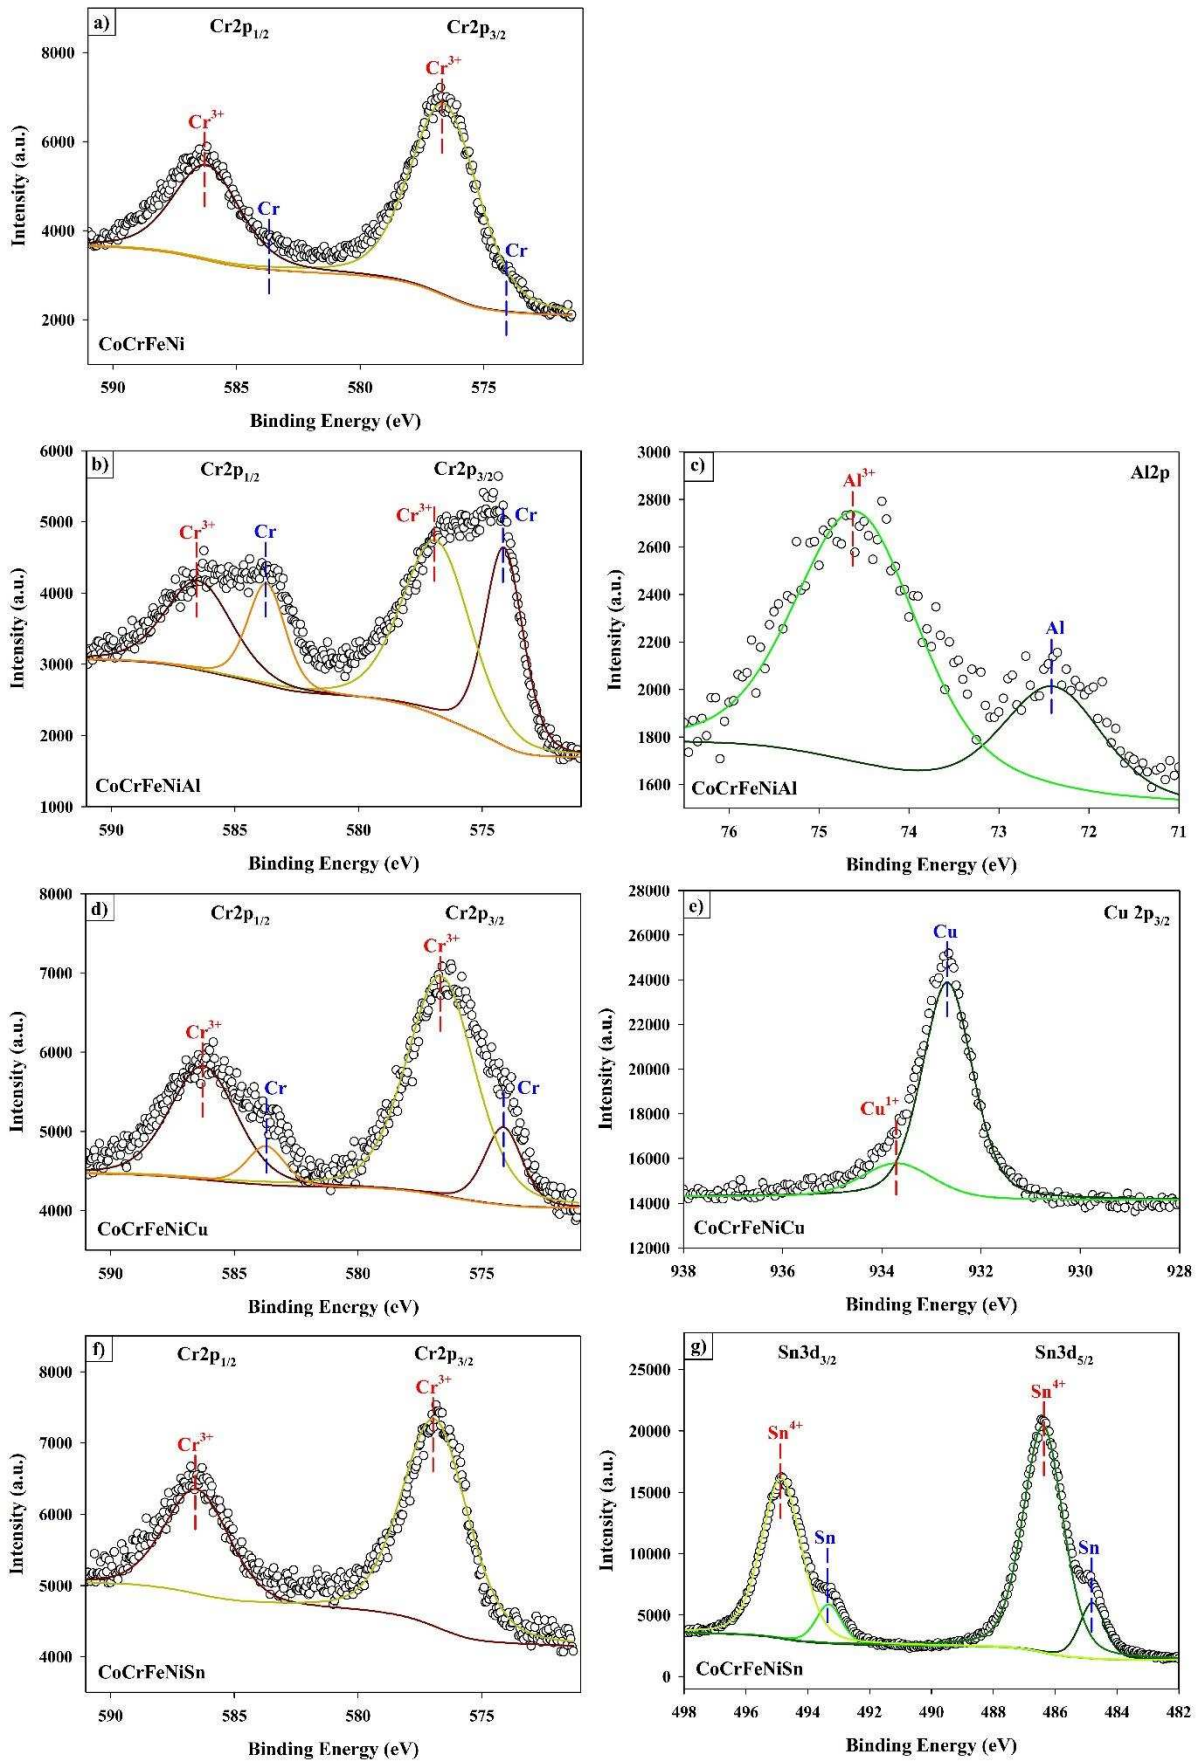 a)
Cr2p1/2
Cr2p3/2
Cr3+
Cr3+
Cr
Cr
CoCrFeNi
8000
6000
4000
2000
Intensity (a.u.)
590 585 580 575
Binding Energy (eV)
b)
Cr2p1/2
Cr2p3/2
Cr3+
Cr
Cr3+
Cr
CoCrFeNiAl
6000
5000
4000
3000
2000
1000
Intensity (a.u.)
590 585 580 575
Binding Energy (eV)
c)
Al2p
Al3+
Al
CoCrFeNiAl
3000
2800
2600
2400
2200
2000
1800
1600
Intensity (a.u.)
76 75 74 73 72 71
Binding Energy (eV)
d)
Cr2p1/2
Cr2p3/2
Cr3+
Cr3+
Cr
Cr
CoCrFeNiCu
8000
7000
6000
5000
4000
Intensity (a.u.)
590 585 580 575
Binding Energy (eV)
e)
Cu 2p3/2
Cu
Cu1+
CoCrFeNiCu
28000
26000
24000
22000
20000
18000
16000
14000
12000
Intensity (a.u.)
938 936 934 932 930 928
Binding Energy (eV)
f)
Cr2p1/2
Cr2p3/2
Cr3+
Cr3+
CoCrFeNiSn
8000
7000
6000
5000
4000
Intensity (a.u.)
590 585 580 575
Binding Energy (eV)
g)
Sn3d3/2
Sn3d5/2
Sn4+
Sn4+
Sn
Sn
CoCrFeNiSn
25000
20000
15000
10000
5000
0
Intensity (a.u.)
498 496 494 492 490 488 486 484 482
Binding Energy (eV)